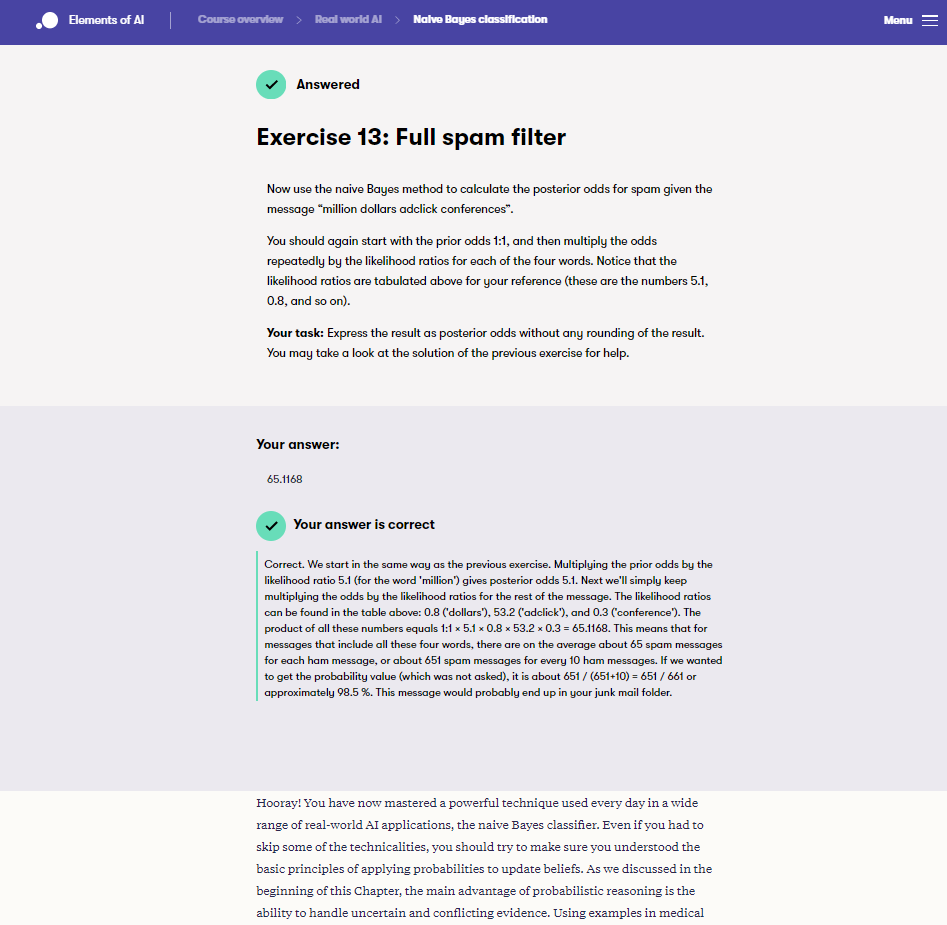 Elements of AI
Course overview > Real world AI > Naive Bayes classification
Menu
Answered
Exercise 13: Full spam filter
Now use the naive Bayes method to calculate the posterior odds for spam given the
message “million dollars adclick conferences”.
You should again start with the prior odds 1:1, and then multiply the odds
repeatedly by the likelihood ratios for each of the four words. Notice that the
likelihood ratios are tabulated above for your reference (these are the numbers 5.1,
0.8, and so on).
Your task: Express the result as posterior odds without any rounding of the result.
You may take a look at the solution of the previous exercise for help.
Your answer:
65.1168
Your answer is correct
Correct. We start in the same way as the previous exercise. Multiplying the prior odds by the
likelihood ratio 5.1 (for the word 'million') gives posterior odds 5.1. Next we'll simply keep
multiplying the odds by the likelihood ratios for the rest of the message. The likelihood ratios
can be found in the table above: 0.8 ('dollars'), 53.2 ('adclick'), and 0.3 ('conference'). The
product of all these numbers equals 1:1 × 5.1 × 0.8 × 53.2 × 0.3 = 65.1168. This means that for
messages that include all these four words, there are on the average about 65 spam messages
for each ham message, or about 651 spam messages for every 10 ham messages. If we wanted
to get the probability value (which was not asked), it is about 651 / (651+10) = 651 / 661 or
approximately 98.5 %. This message would probably end up in your junk mail folder.
Hooray! You have now mastered a powerful technique used every day in a wide
range of real-world AI applications, the naive Bayes classifier. Even if you had to
skip some of the technicalities, you should try to make sure you understood the
basic principles of applying probabilities to update beliefs. As we discussed in the
beginning of this Chapter, the main advantage of probabilistic reasoning is the
ability to handle uncertain and conflicting evidence. Using examples in medical